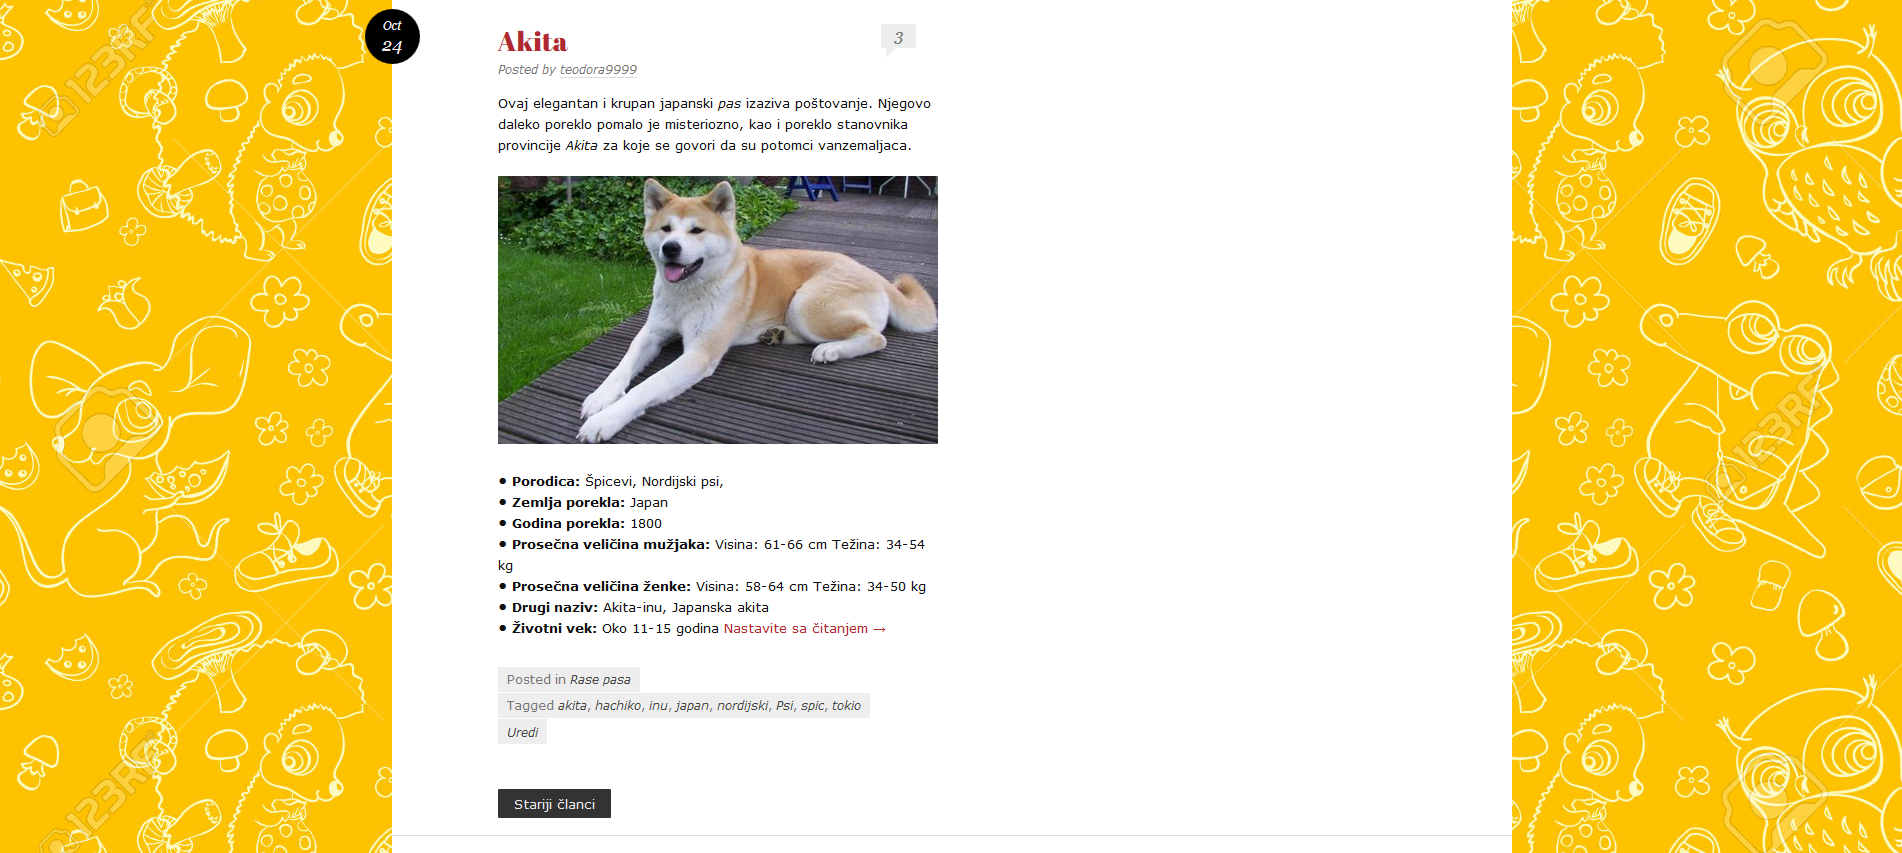 Oct
24
Akita
3
Posted by teodora9999
Ovaj elegantan i krupan japanski pas izaziva poštovanje. Njegovo
daleko poreklo pomalo je misteriozno, kao i poreklo stanovnika
provincije Akita za koje se govori da su potomci vanzemaljaca.
• Porodica: Špicevi, Nordijski psi,
• Zemlja porekla: Japan
• Godina porekla: 1800
• Prosečna veličina mužjaka: Visina: 61-66 cm Težina: 34-54
kg
• Prosečna veličina ženke: Visina: 58-64 cm Težina: 34-50 kg
• Drugi naziv: Akita-inu, Japanska akita
• Životni vek: Oko 11-15 godina Nastavite sa čitanjem →
Posted in Rase pasa
Tagged akita, hachiko, inu, japan, nordijski, Psi, spic, tokio
Uredi
Stariji članci
123RF
123RF
123RF